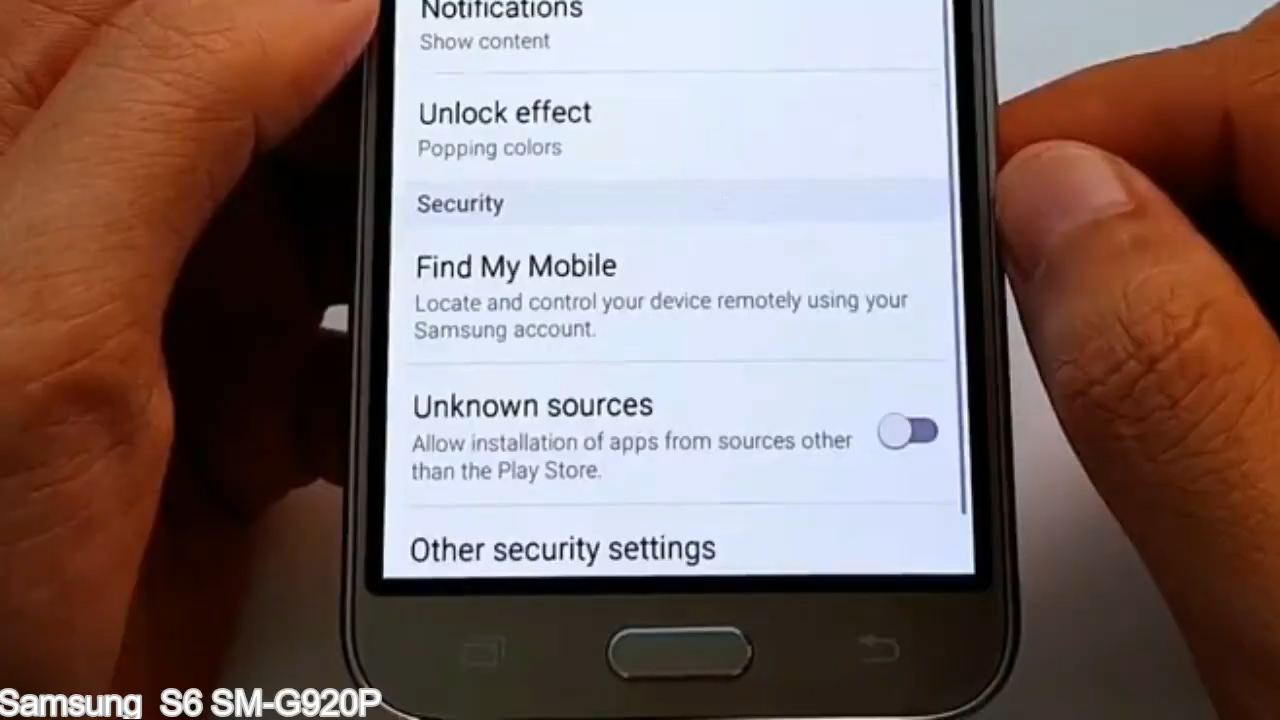 Notifications
Show content
Unlock effect
Popping colors
Security
Find My Mobile
Locate and control your device remotely using your
Samsung account.
Unknown sources
Allow installation of apps from sources other
than the Play Store.
Other security settings
Samsung S6 SM-G920P